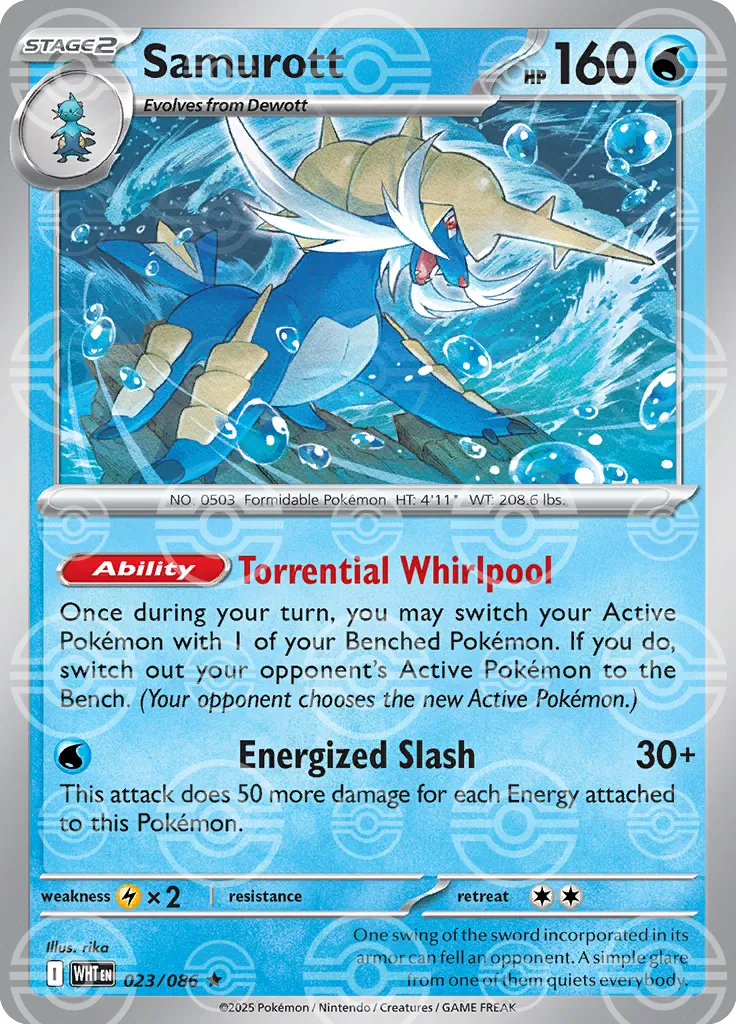 STAGE2
Samurott
HP 160
Evolves from Dewott
NO. 0503 Formidable Pokémon HT: 4'11" WT: 208.6 lbs.
Ability Torrential Whirlpool
Once during your turn, you may switch your Active
Pokémon with 1 of your Benched Pokémon. If you do,
switch out your opponent's Active Pokémon to the
Bench. (Your opponent chooses the new Active Pokémon.)
Energized Slash 30+
This attack does 50 more damage for each Energy attached
to this Pokémon.
weakness ×2 resistance retreat
Illus. rika
One swing of the sword incorporated in its
armor can fell an opponent. A simple glare
from one of them quiets everybody.
I WHT EN 023/086 ★
©2025 Pokémon / Nintendo / Creatures / GAME FREAK